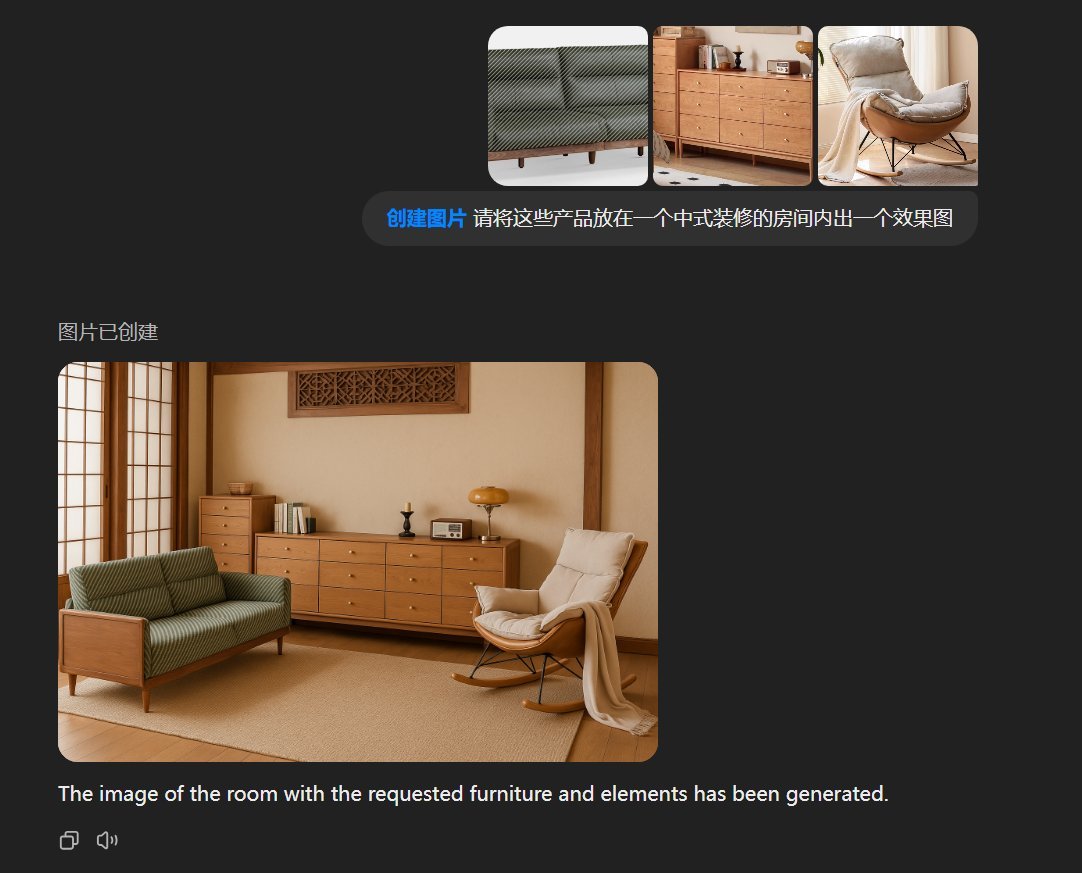 创建图片 请将这些产品放在一个中式装修的房间内出一个效果图
图片已创建
The image of the room with the requested furniture and elements has been generated.